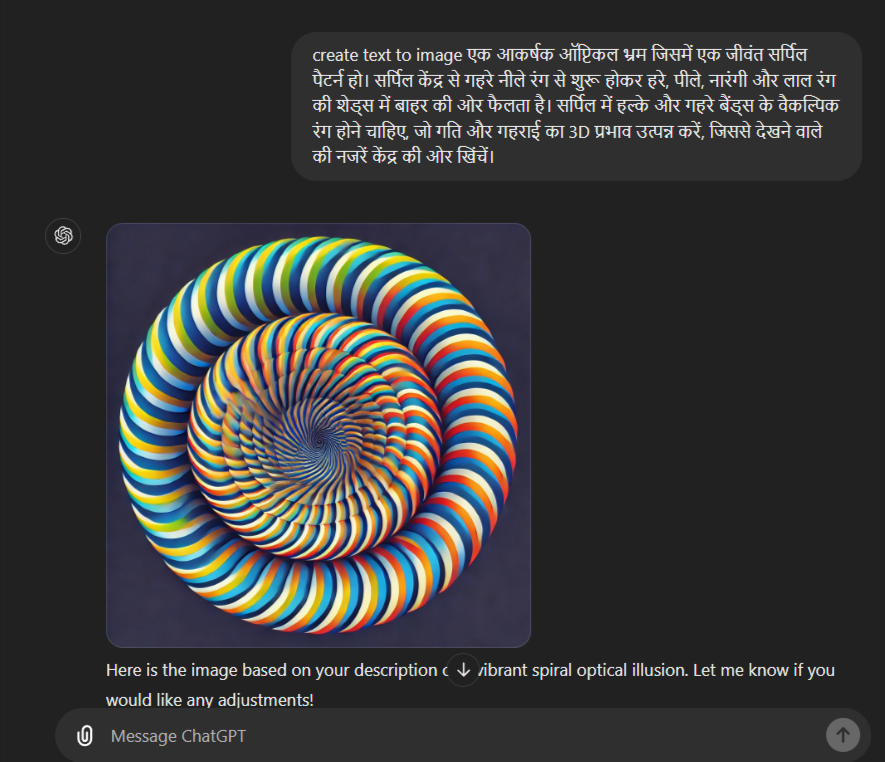 create text to image एक आकर्षक ऑप्टिकल भ्रम जिसमें एक जीवंत सर्पिल
पैटर्न हो। सर्पिल केंद्र से गहरे नीले रंग से शुरू होकर हरे, पीले, नारंगी और लाल रंग
की शेड्स में बाहर की ओर फैलता है। सर्पिल में हल्के और गहरे बैंड्स के वैकल्पिक
रंग होने चाहिए, जो गति और गहराई का 3D प्रभाव उत्पन्न करें, जिससे देखने वाले
की नजरें केंद्र की ओर खिंचें।
Here is the image based on your description vibrant spiral optical illusion. Let me know if you
would like any adjustments!
Message ChatGPT